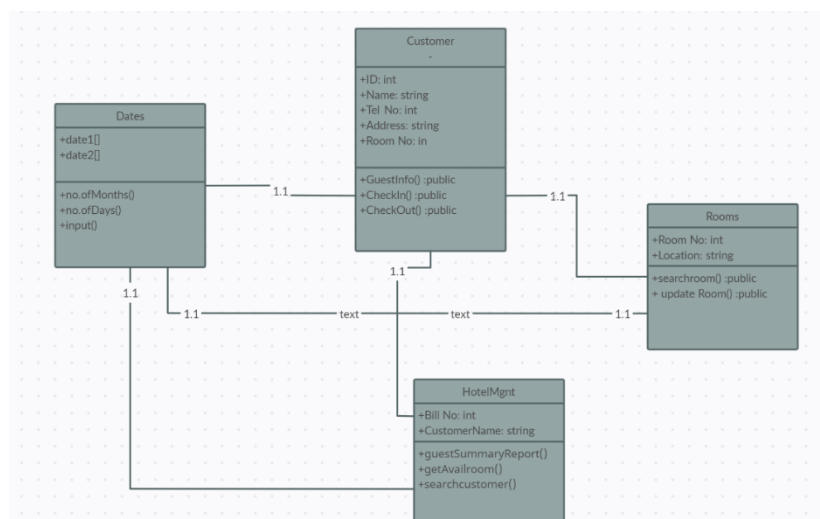 Customer
-
+ID: int
+Name: string
+Tel No: int
+Address: string
+Room No: in
+GuestInfo() :public
+CheckIn() :public
+CheckOut() :public
Dates
+date1[]
+date2[]
+no.ofMonths()
+no.ofDays()
+input()
1.1
1.1
Rooms
+Room No: int
+Location: string
+searchroom() :public
+ update Room() :public
1.1
1.1
1.1
text
text
1.1
HotelMgnt
+Bill No: int
+CustomerName: string
+guestSummaryReport()
+getAvailroom()
+searchcustomer()